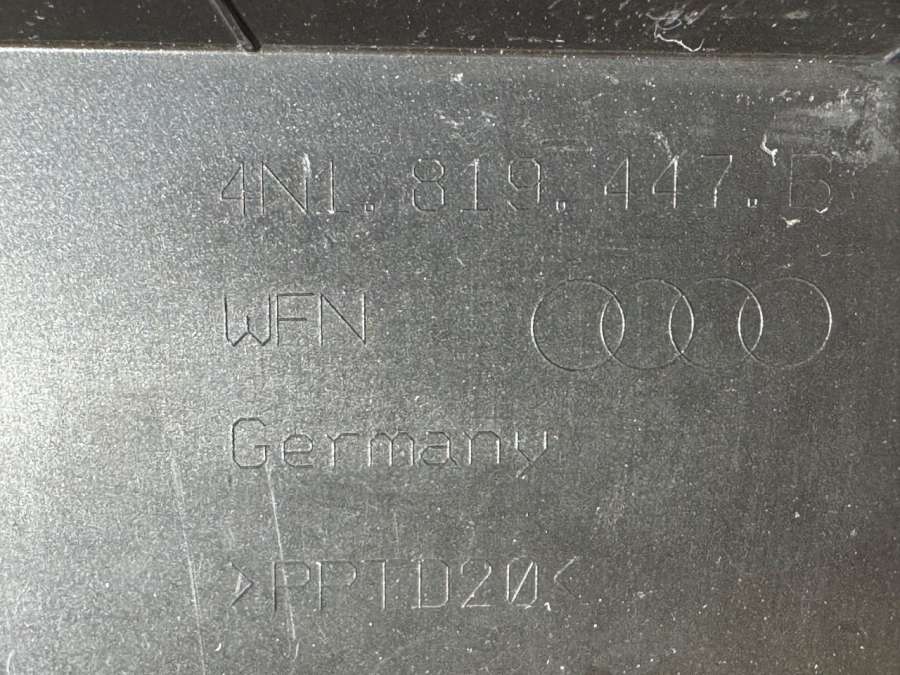 4N1. 819. 447. B
WFN
Germany
>PPTD20<